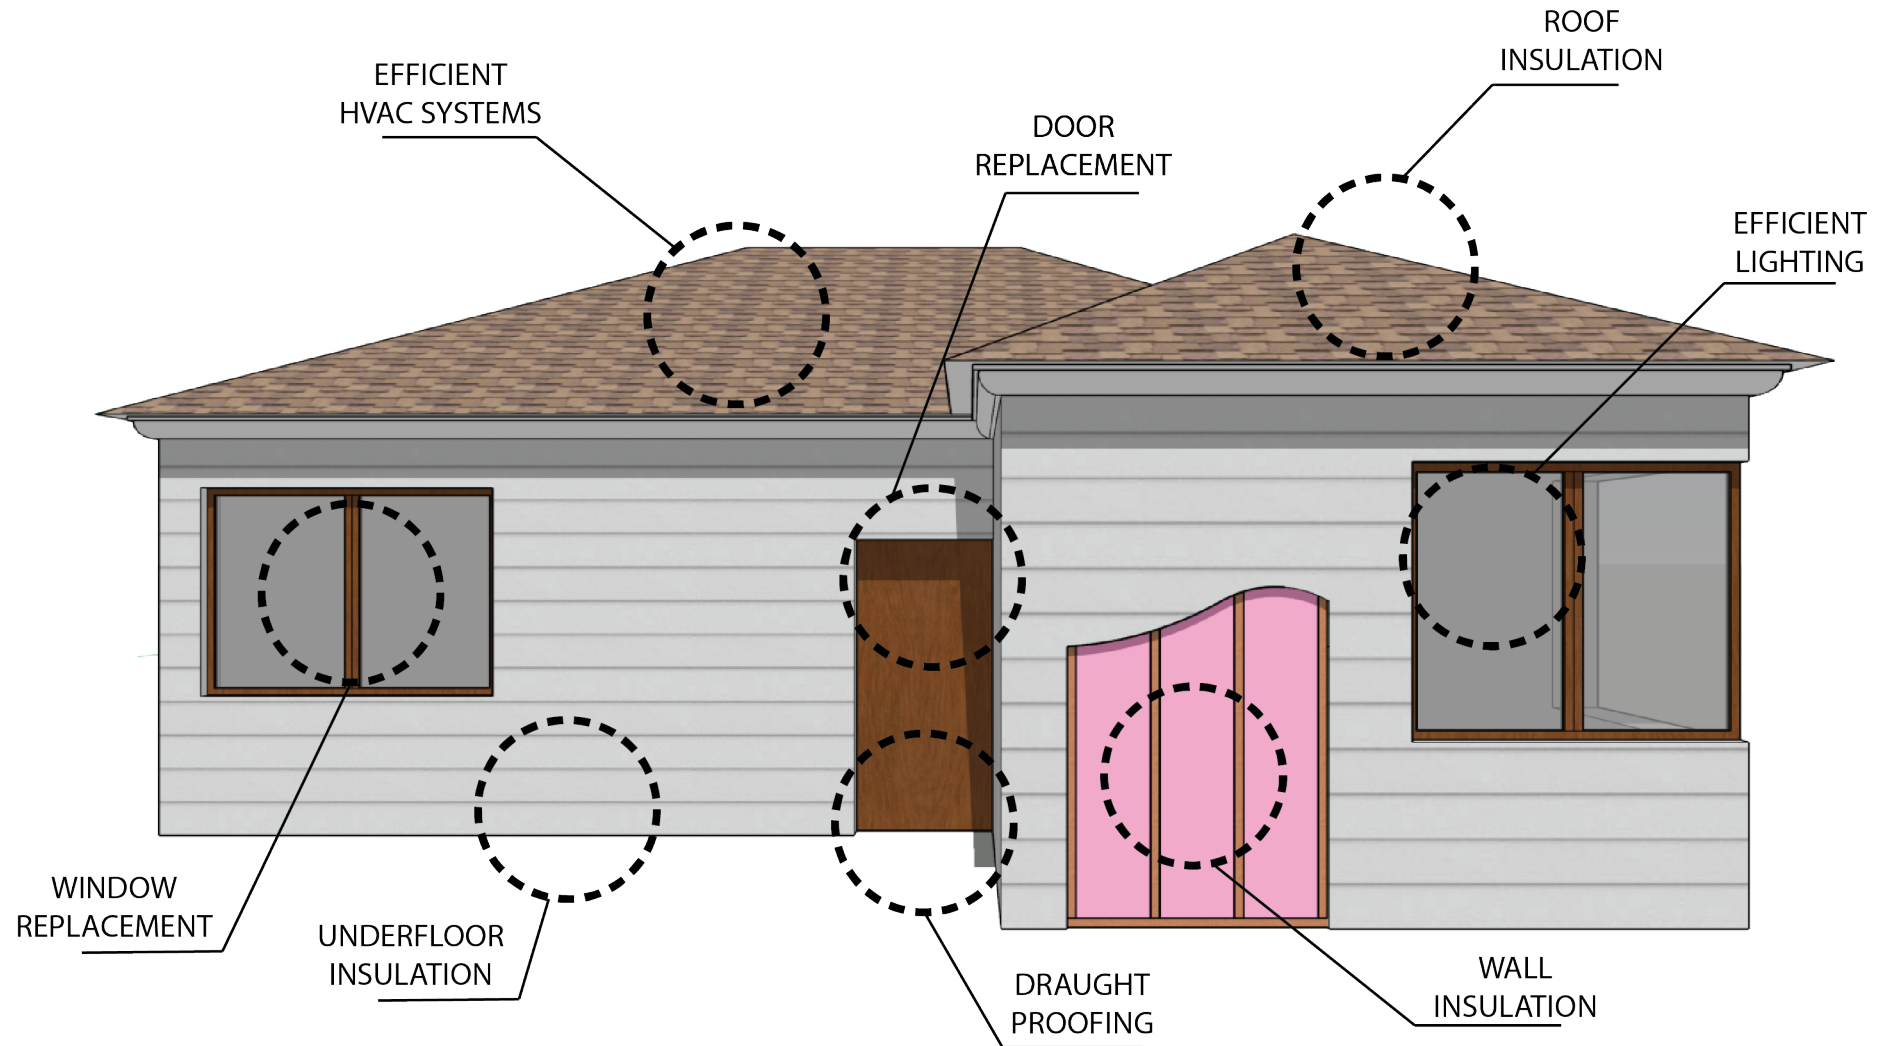 ROOF
INSULATION
EFFICIENT
HVAC SYSTEMS
DOOR
REPLACEMENT
EFFICIENT
LIGHTING
WINDOW
REPLACEMENT
UNDERFLOOR
INSULATION
DRAUGHT
PROOFING
WALL
INSULATION